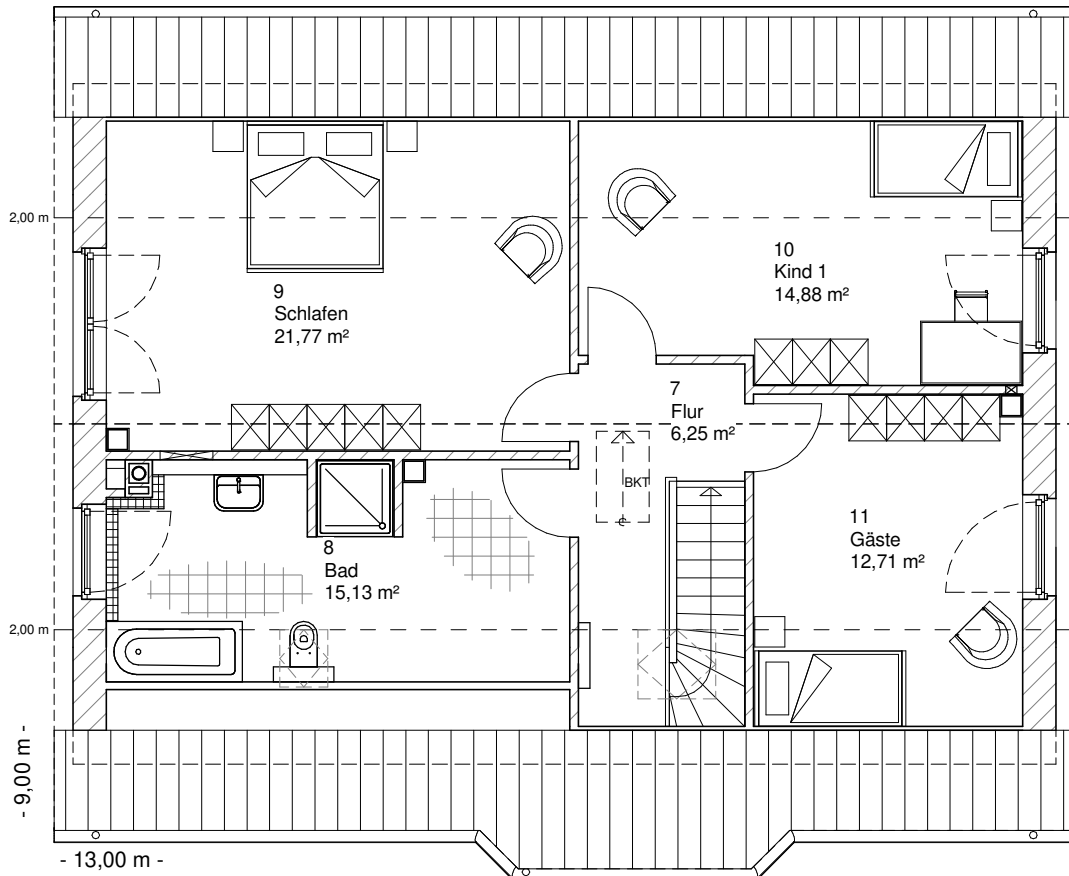 2,00 m
10
Kind 1
14,88 m²
9
Schlafen
21,77 m²
7
Flur
6,25 m²
BKT
11
Gäste
12,71 m²
8
Bad
15,13 m²
2,00 m
- 9,00 m -
- 13,00 m -